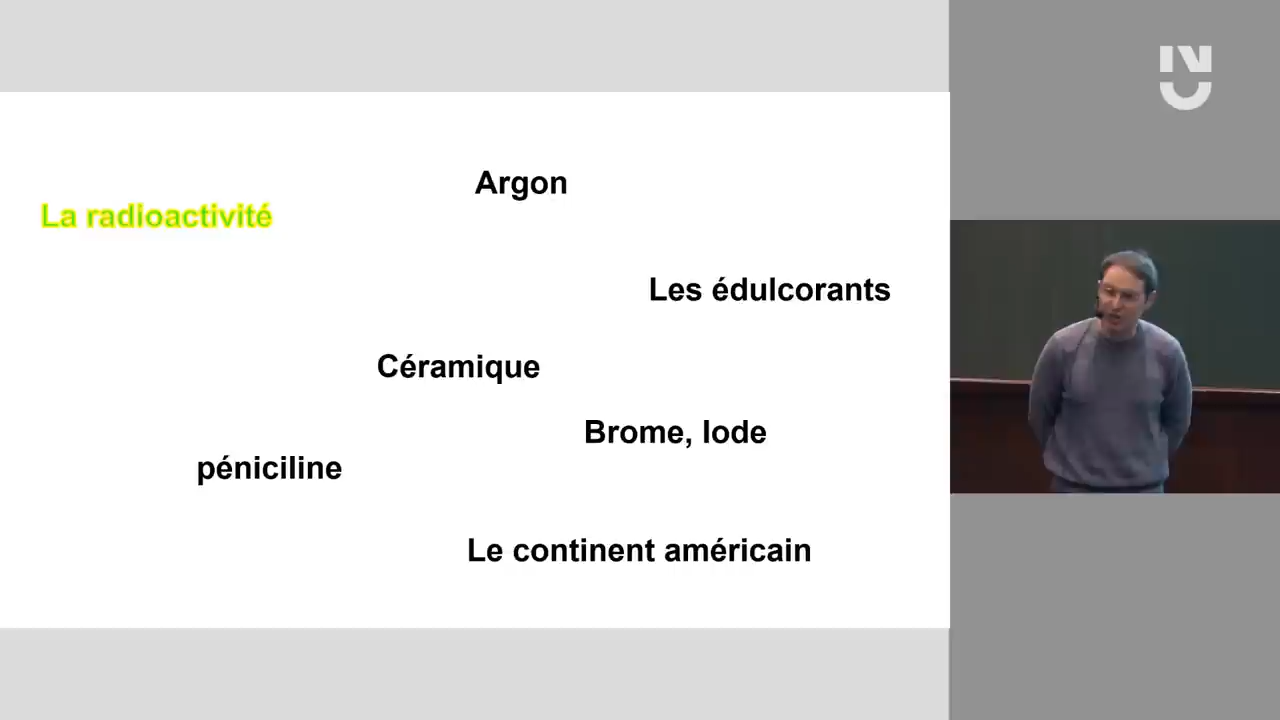 Argon
La radioactivité
Les édulcorants
Céramique
Brome, Iode
péniciline
Le continent américain